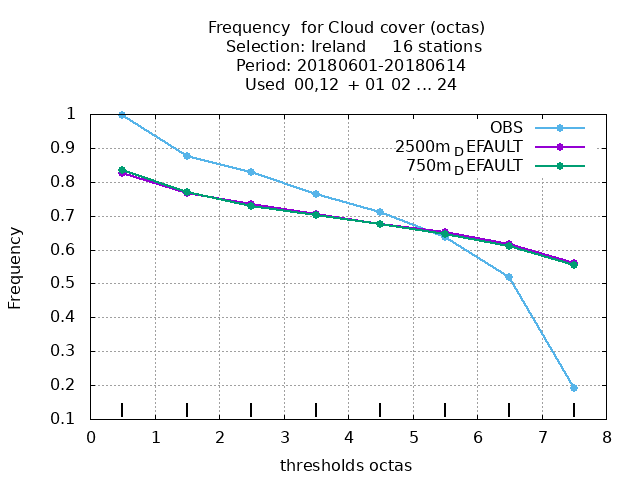 Frequency  for Cloud cover (octas)
Selection: Ireland     16 stations
Period: 20180601-20180614
Used  00,12  + 01 02 ... 24
OBS
2500m_DEFAULT
750m_DEFAULT
Frequency
1
0.9
0.8
0.7
0.6
0.5
0.4
0.3
0.2
0.1
0 1 2 3 4 5 6 7 8
thresholds octas